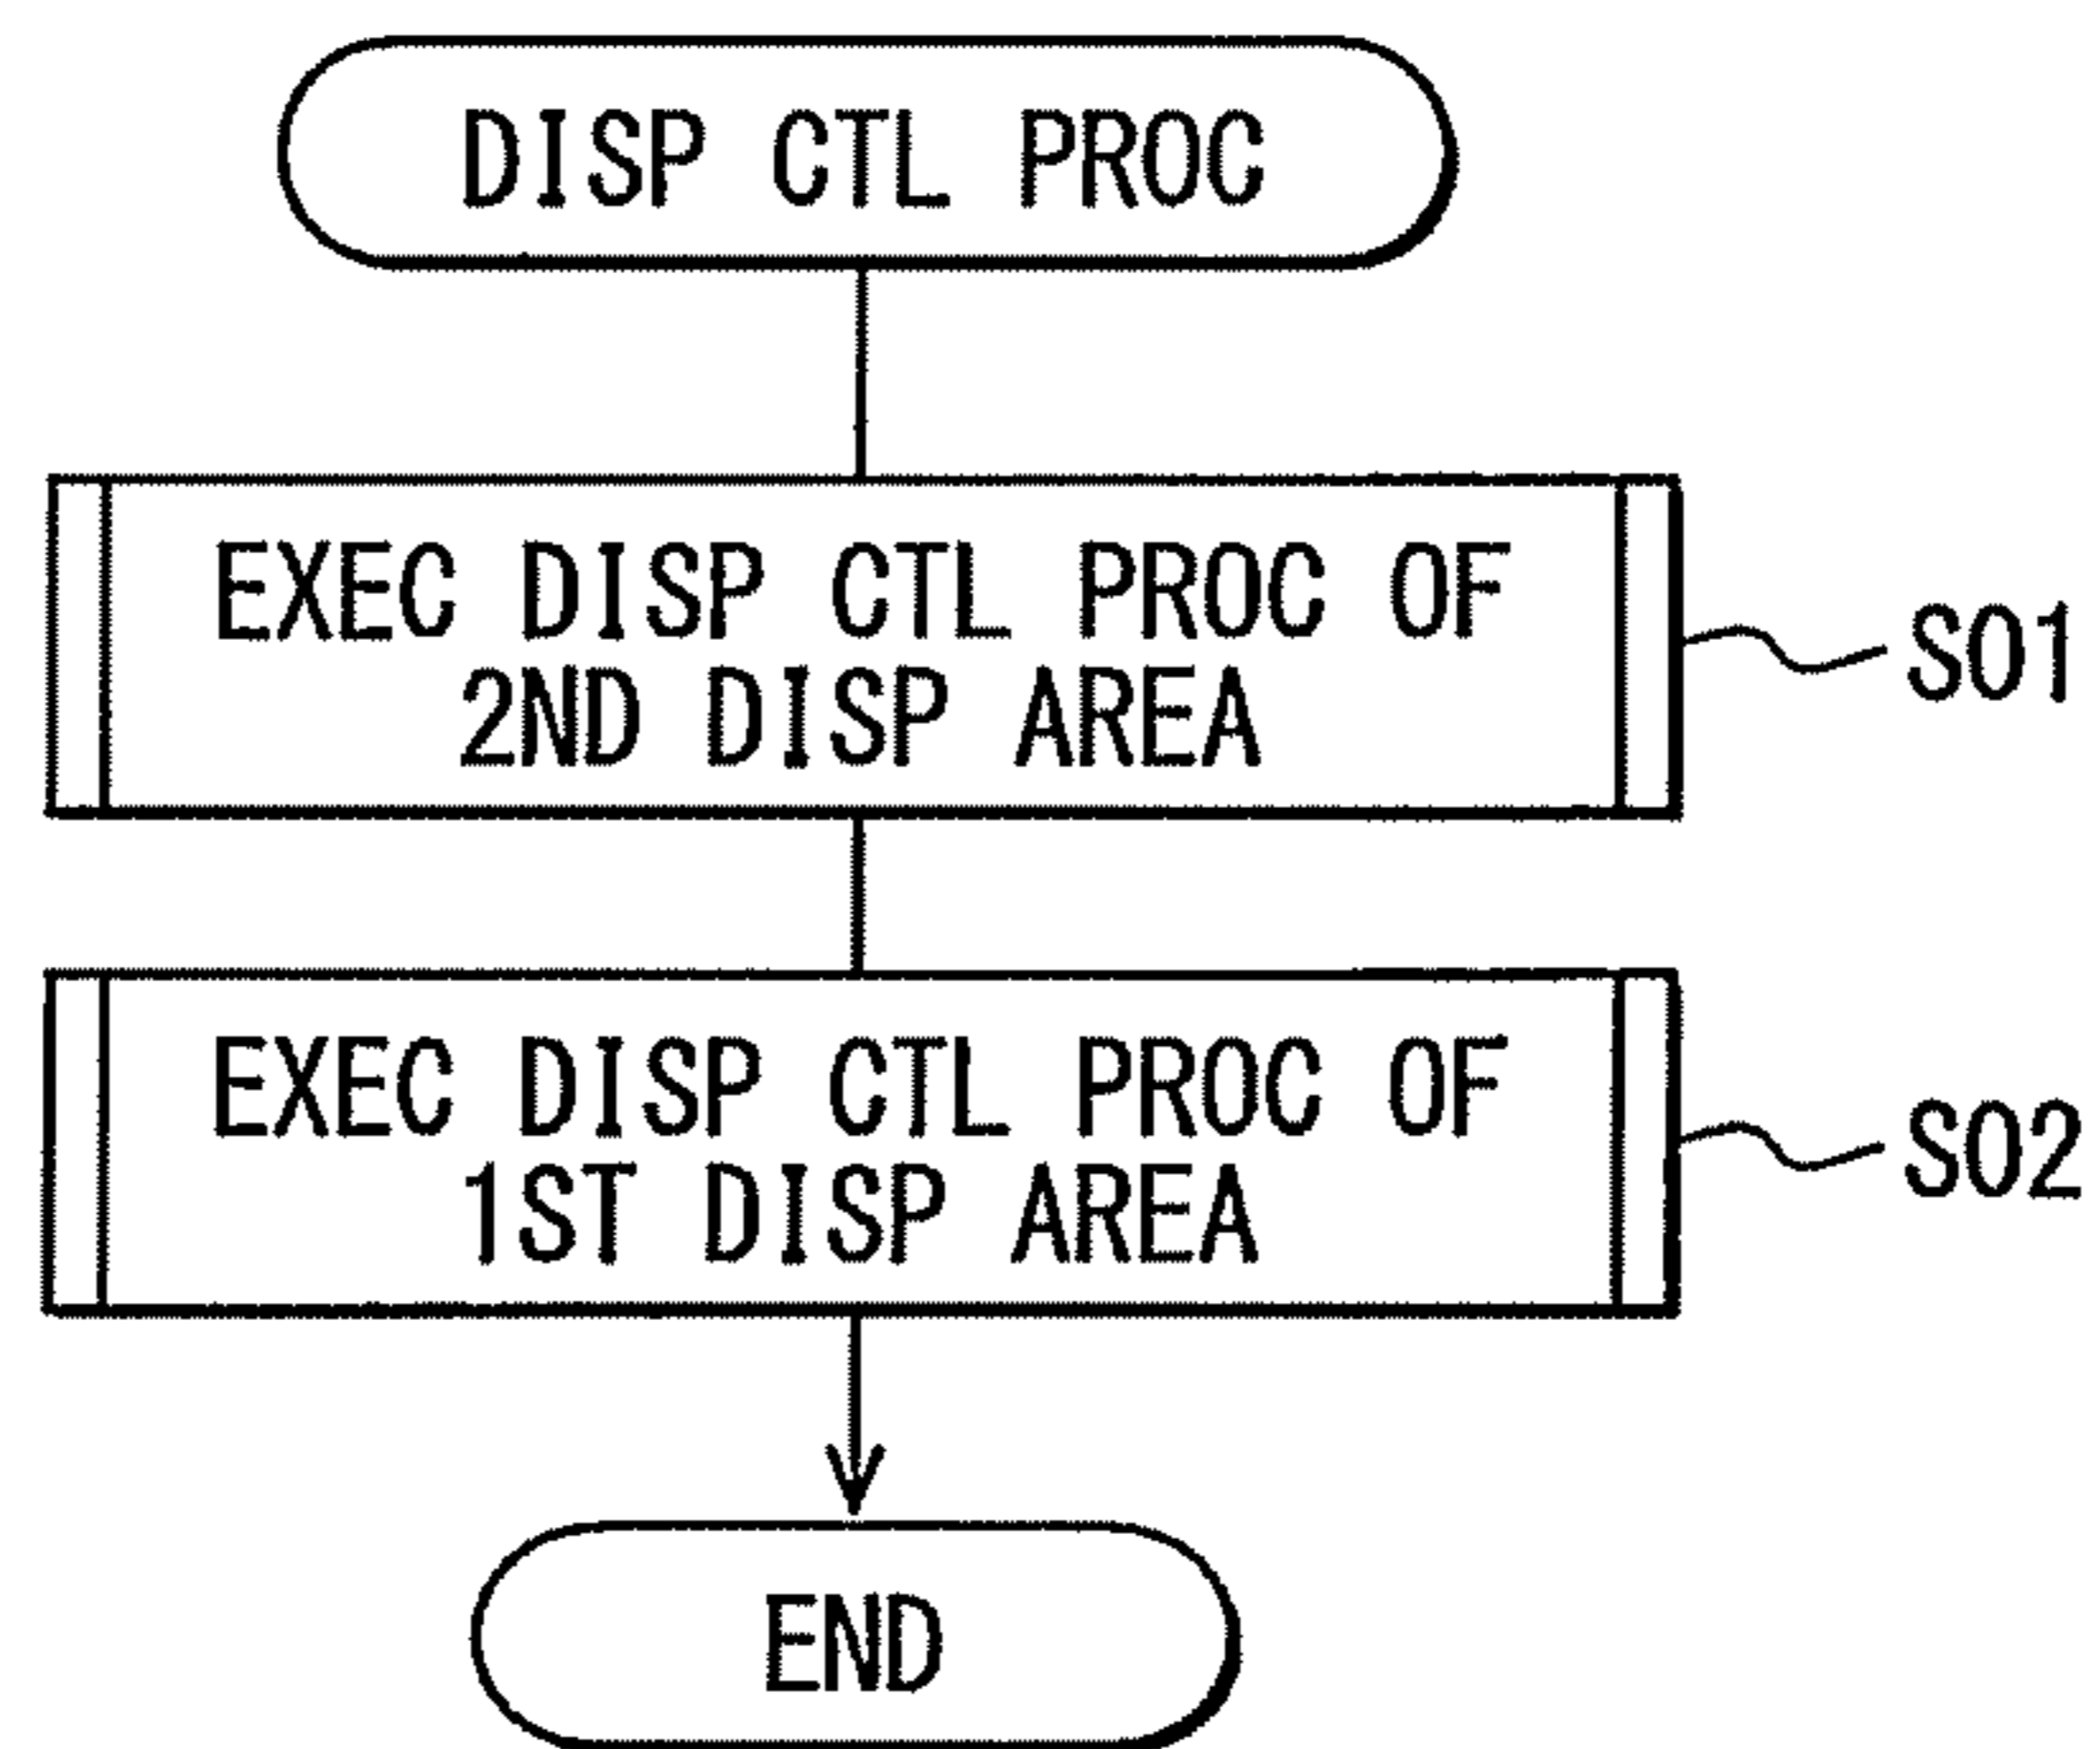 DISP CTL PROC
EXEC DISP CTL PROC OF
2ND DISP AREA
S01
EXEC DISP CTL PROC OF
1ST DISP AREA
S02
END